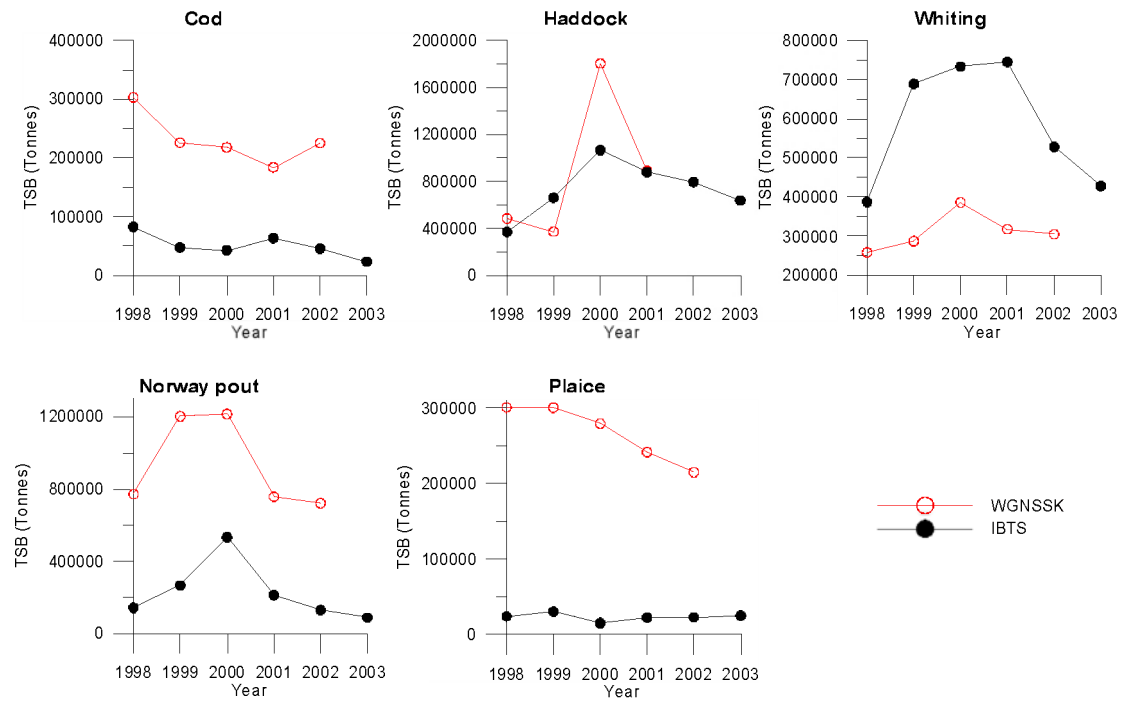 Cod
400000
300000
200000
100000
0
TSB (Tonnes)
1998 1999 2000 2001 2002 2003
Year
Haddock
2000000
1600000
1200000
800000
400000
0
TSB (Tonnes)
1998 1999 2000 2001 2002 2003
Year
Whiting
800000
700000
600000
500000
400000
300000
200000
TSB (Tonnes)
1998 1999 2000 2001 2002 2003
Year
Norway pout
1200000
800000
400000
0
TSB (Tonnes)
1998 1999 2000 2001 2002 2003
Year
Plaice
300000
200000
100000
0
TSB (Tonnes)
1998 1999 2000 2001 2002 2003
Year
WGNSSK
IBTS